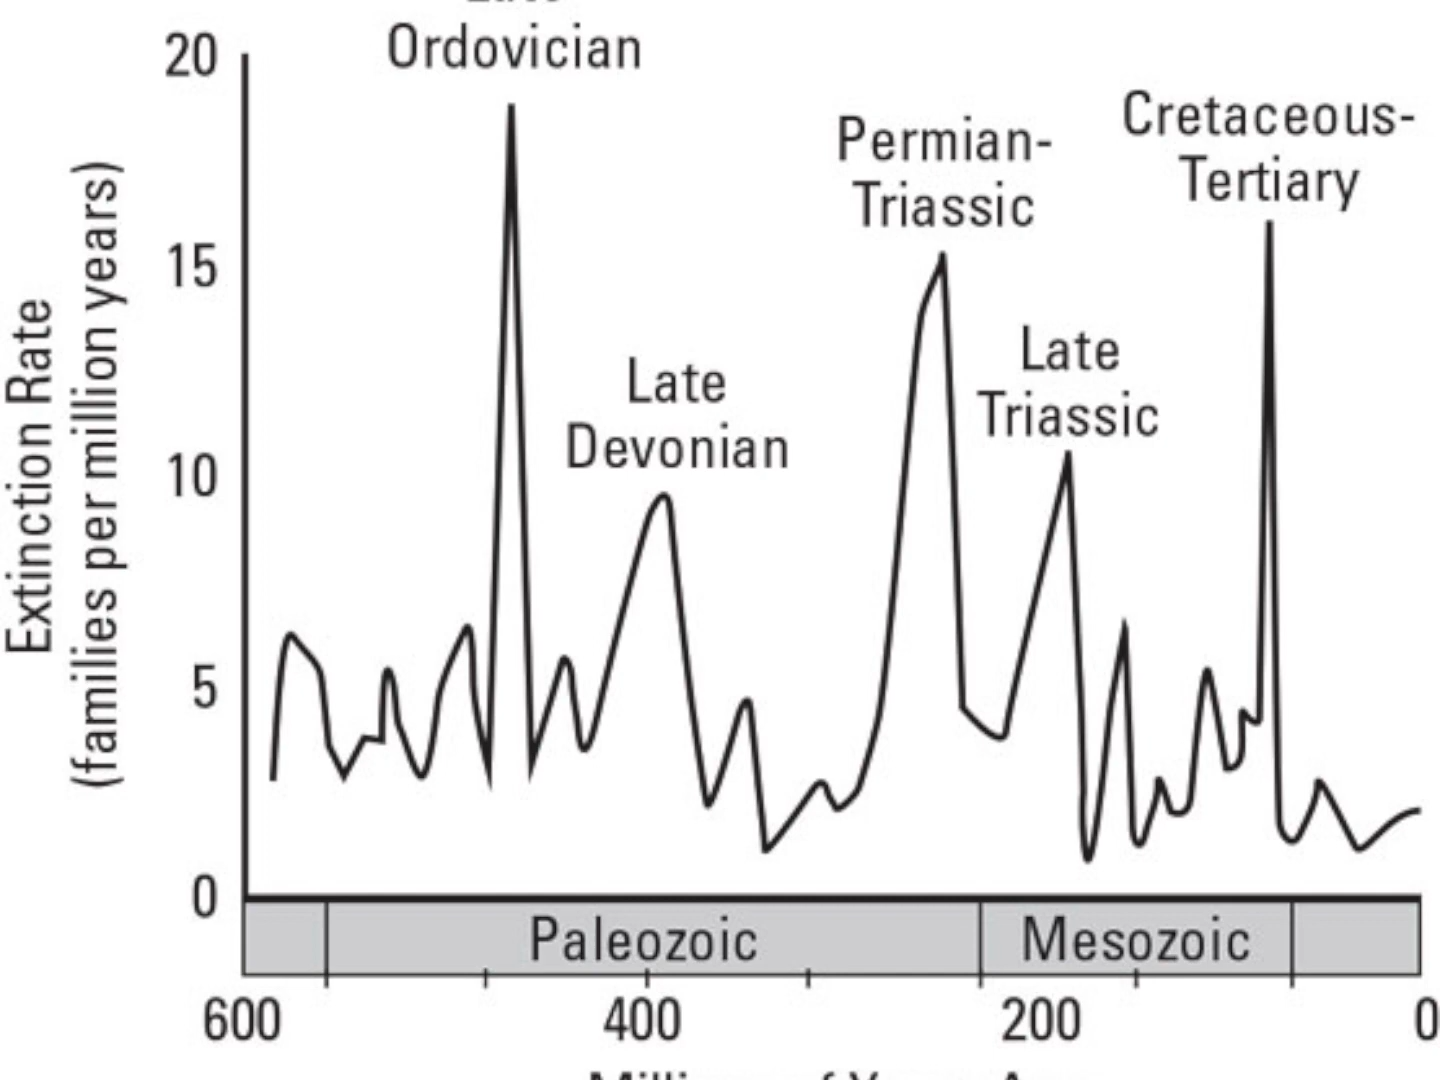 Ordovician
20
Cretaceous-
Tertiary
Permian-
Triassic
15
Late
Triassic
Late
Devonian
10
Extinction Rate
(families per million years)
5
0
Paleozoic
Mesozoic
600
400
200
0